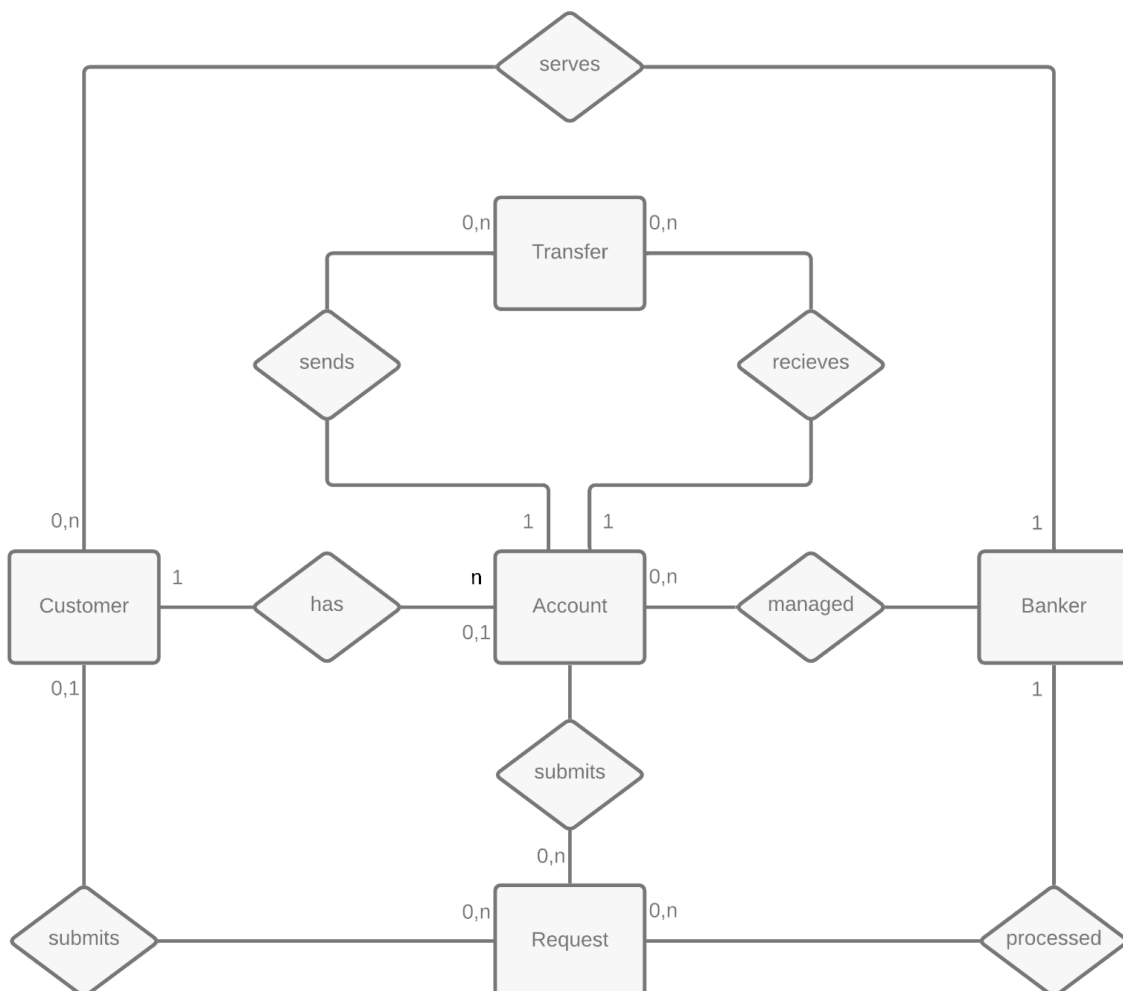 serves
0,n
0,n
Transfer
sends
recieves
0,n
1
1
1
Customer
1
has
n
0,1
Account
0,n
managed
Banker
0,1
1
submits
0,n
submits
0,n
Request
0,n
processed